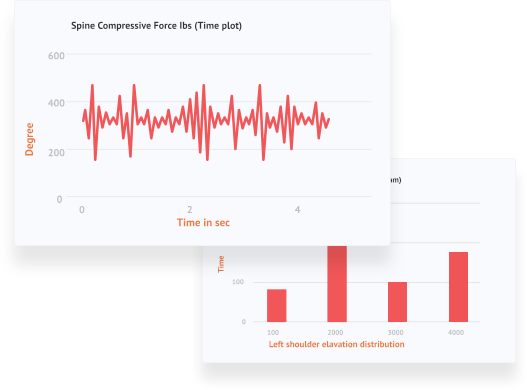 Spine Compressive Force lbs (Time plot)
600
400
200
0
Degree
0 2 4
Time in sec
Time
100
0
100 2000 3000 4000
Left shoulder elavation distribution